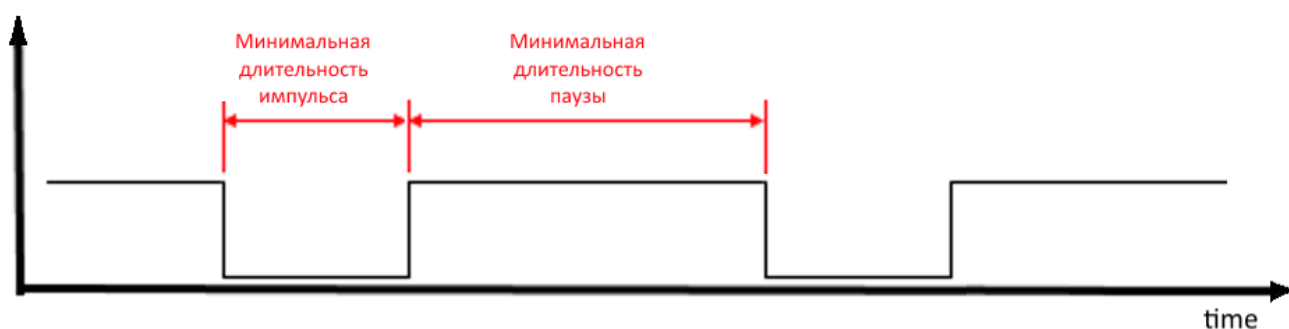 Минимальная
длительность
импульса
Минимальная
длительность
паузы
time